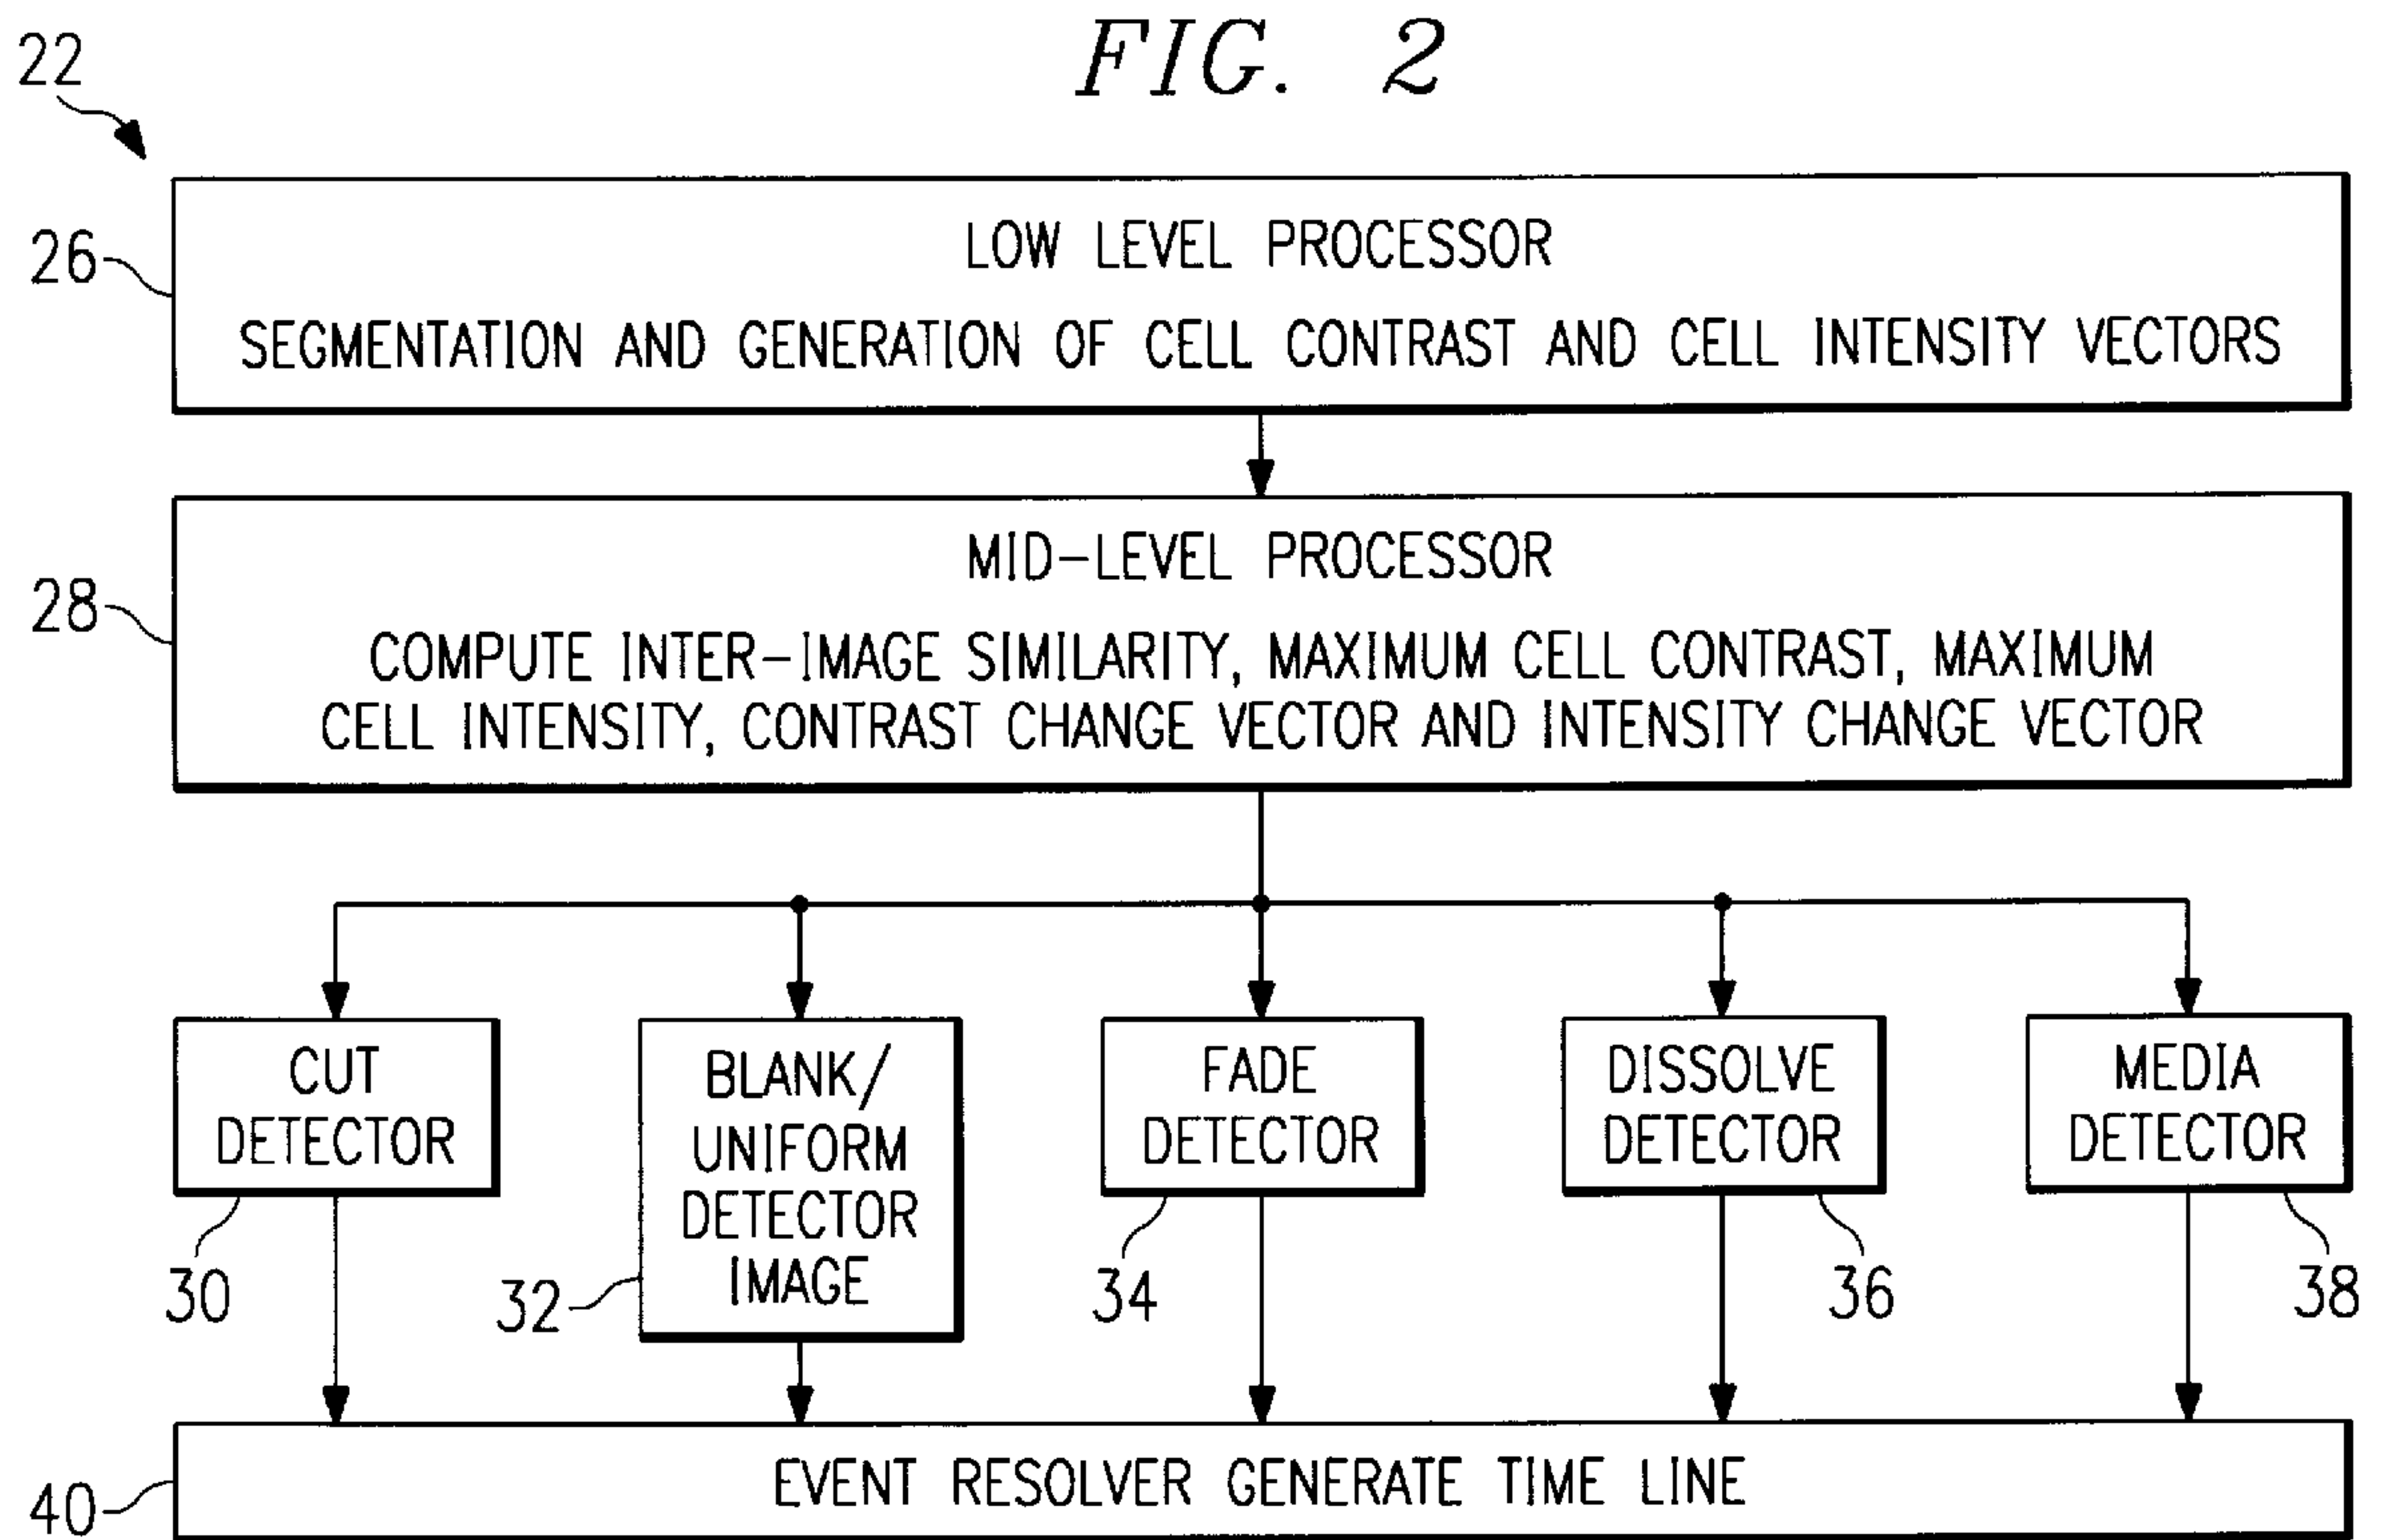 FIG. 2
22
26
LOW LEVEL PROCESSOR
SEGMENTATION AND GENERATION OF CELL CONTRAST AND CELL INTENSITY VECTORS
28
MID-LEVEL PROCESSOR
COMPUTE INTER-IMAGE SIMILARITY, MAXIMUM CELL CONTRAST, MAXIMUM
CELL INTENSITY, CONTRAST CHANGE VECTOR AND INTENSITY CHANGE VECTOR
CUT
DETECTOR
30
BLANK/
UNIFORM
DETECTOR
IMAGE
32
FADE
DETECTOR
34
DISSOLVE
DETECTOR
36
MEDIA
DETECTOR
38
40
EVENT RESOLVER GENERATE TIME LINE